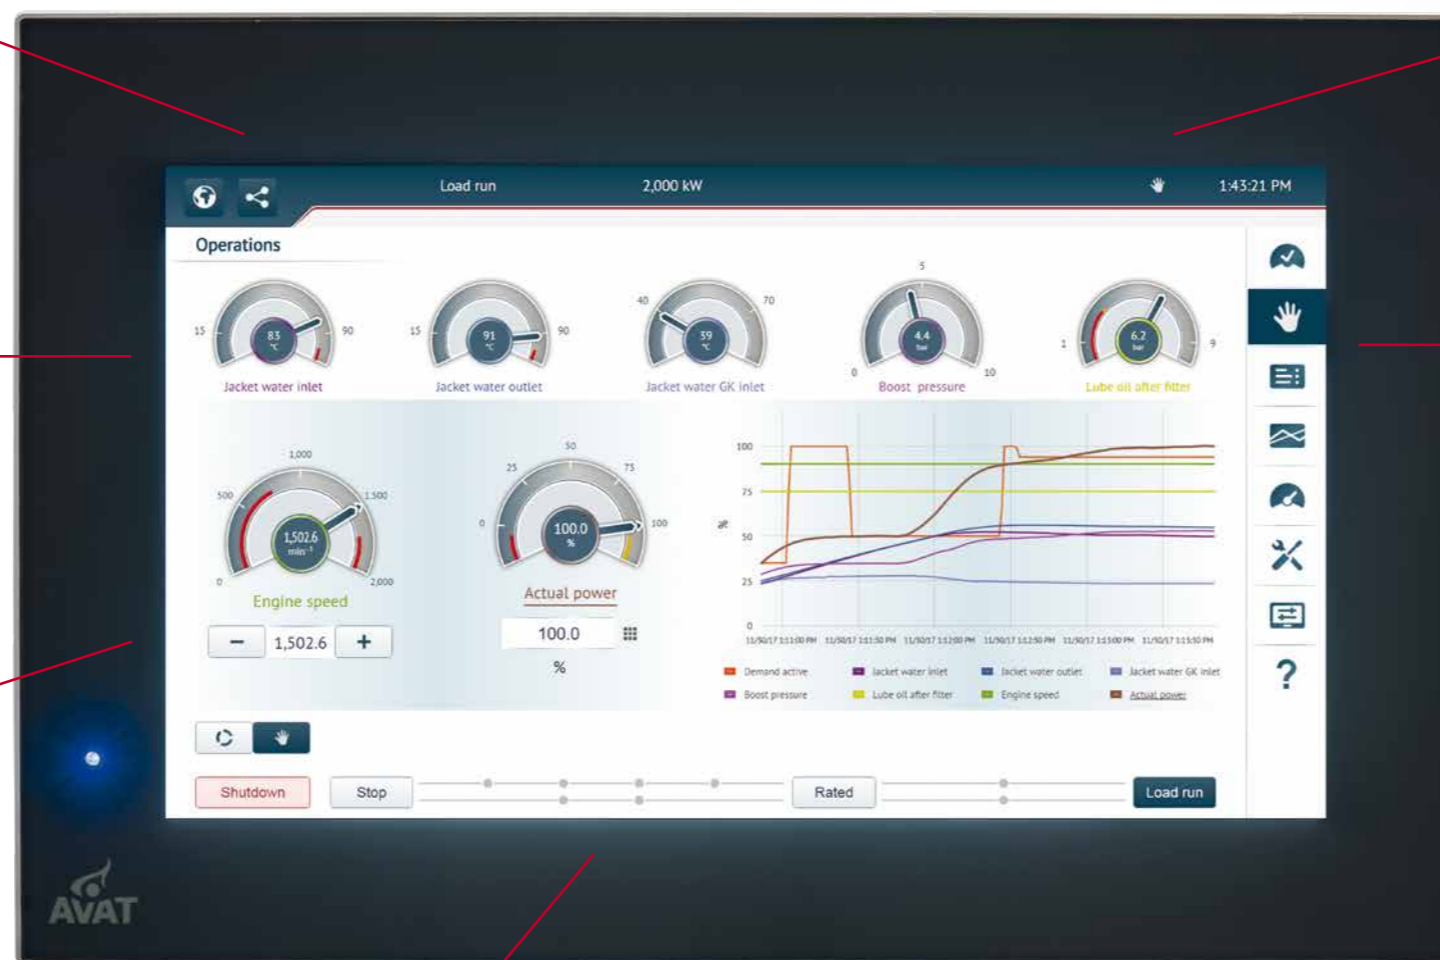 Load run 2,000 kW 1:43:21 PM
Operations
15 83 °C 90
Jacket water inlet
15 91 °C 90
Jacket water outlet
40 70 39 °C
Jacket water GK inlet
5 4.4 bar 0 10
Boost pressure
1 6.2 bar 9
Lube oil after filter
1,000
500 1,500
1,502.6
min⁻¹
0 2,000
Engine speed
− 1,502.6 +
50
25 75
0 100
100.0
%
Actual power
100.0
%
100
75
%
50
25
0
Demand active Jacket water inlet Jacket water outlet Jacket water GK inlet
Boost pressure Lube oil after filter Engine speed Actual power
?
Shutdown Stop Rated Load run
AVAT